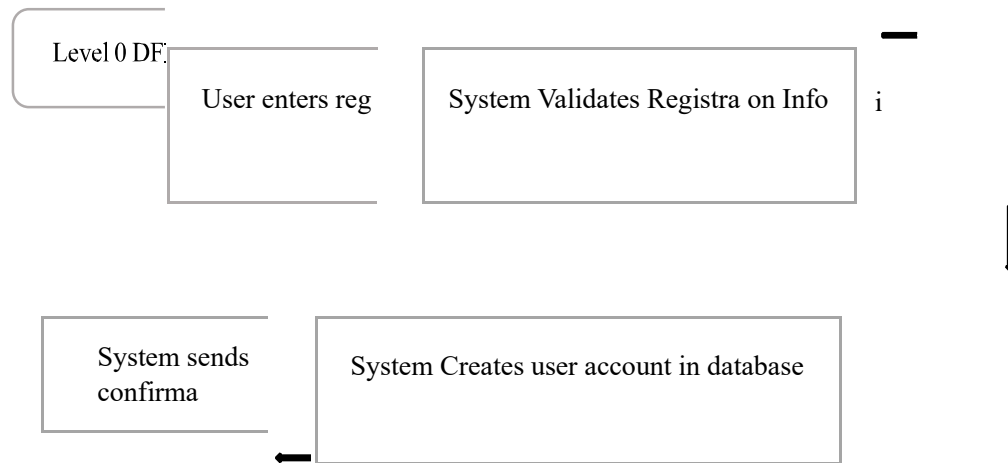 Level 0 DF
User enters reg
System Validates Registra on Info
i
System sends
confirma
System Creates user account in database